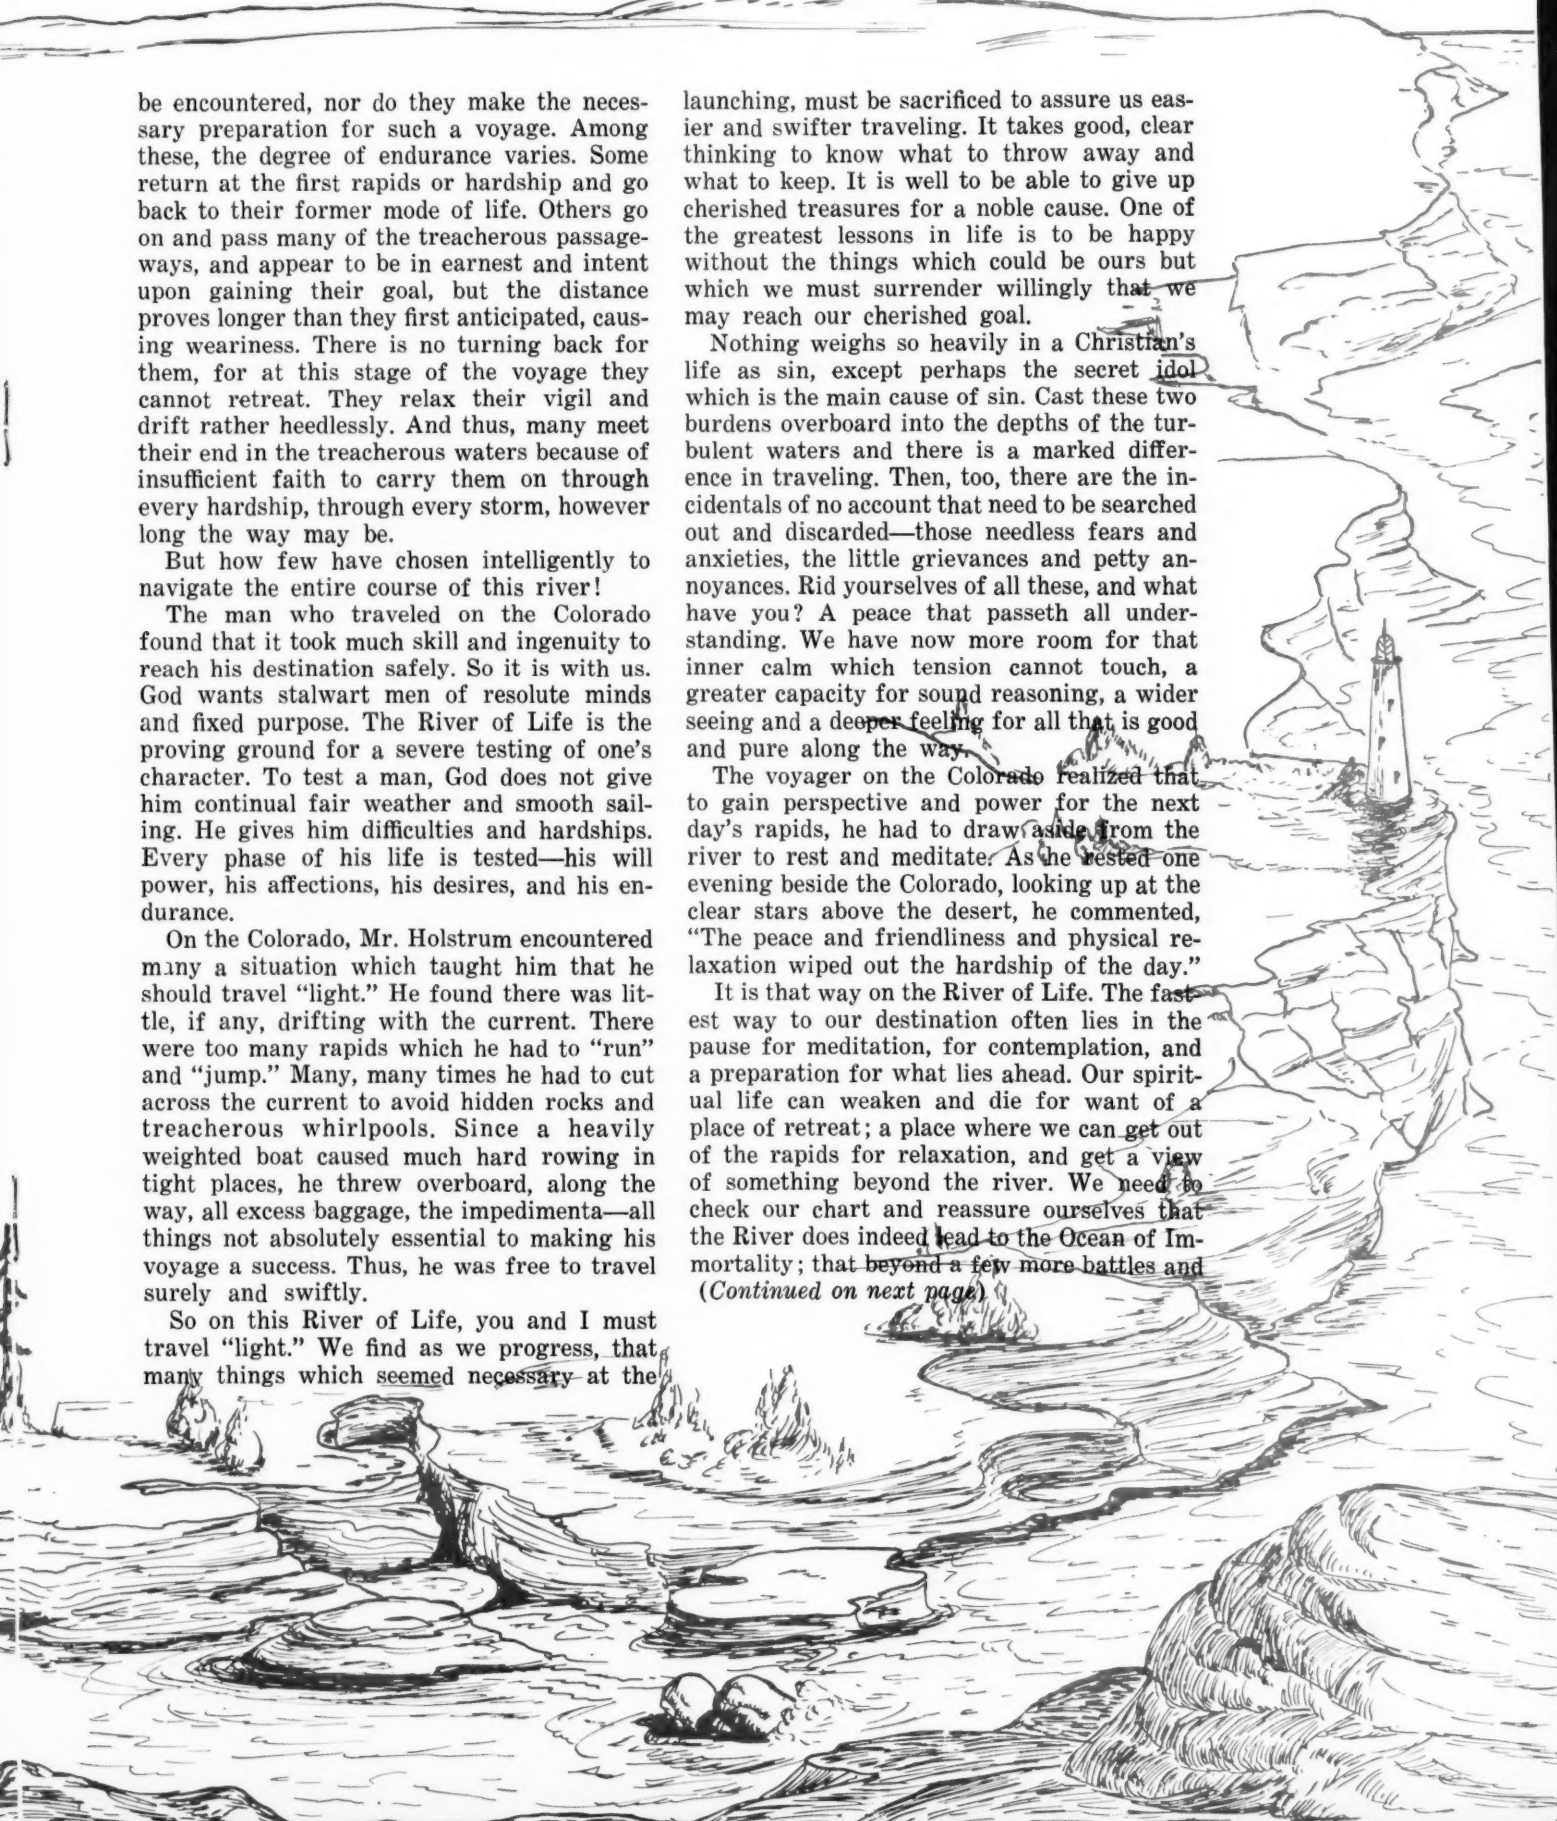 be encountered, nor do they make the neces-
sary preparation for such a voyage. Among
these, the degree of endurance varies. Some
return at the first rapids or hardship and go
back to their former mode of life. Others go
on and pass many of the treacherous passage-
ways, and appear to be in earnest and intent
upon gaining their goal, but the distance
proves longer than they first anticipated, caus-
ing weariness. There is no turning back for
them, for at this stage of the voyage they
cannot retreat. They relax their vigil and
drift rather heedlessly. And thus, many meet
their end in the treacherous waters because of
insufficient faith to carry them on through
every hardship, through every storm, however
long the way may be.
But how few have chosen intelligently to
navigate the entire course of this river!
The man who traveled on the Colorado
found that it took much skill and ingenuity to
reach his destination safely. So it is with us.
God wants stalwart men of resolute minds
and fixed purpose. The River of Life is the
proving ground for a severe testing of one's
character. To test a man, God does not give
him continual fair weather and smooth sail-
ing. He gives him difficulties and hardships.
Every phase of his life is tested—his will
power, his affections, his desires, and his en-
durance.
On the Colorado, Mr. Holstrum encountered
many a situation which taught him that he
should travel “light.” He found there was lit-
tle, if any, drifting with the current. There
were too many rapids which he had to “run”
and “jump.” Many, many times he had to cut
across the current to avoid hidden rocks and
treacherous whirlpools. Since a heavily
weighted boat caused much hard rowing in
tight places, he threw overboard, along the
way, all excess baggage, the impedimenta—all
things not absolutely essential to making his
voyage a success. Thus, he was free to travel
surely and swiftly.
So on this River of Life, you and I must
travel “light.” We find as we progress, that
many things which seemed necessary at the
launching, must be sacrificed to assure us eas-
ier and swifter traveling. It takes good, clear
thinking to know what to throw away and
what to keep. It is well to be able to give up
cherished treasures for a noble cause. One of
the greatest lessons in life is to be happy
without the things which could be ours but
which we must surrender willingly that we
may reach our cherished goal.
Nothing weighs so heavily in a Christian's
life as sin, except perhaps the secret idol
which is the main cause of sin. Cast these two
burdens overboard into the depths of the tur-
bulent waters and there is a marked differ-
ence in traveling. Then, too, there are the in-
cidentals of no account that need to be searched
out and discarded—those needless fears and
anxieties, the little grievances and petty an-
noyances. Rid yourselves of all these, and what
have you? A peace that passeth all under-
standing. We have now more room for that
inner calm which tension cannot touch, a
greater capacity for sound reasoning, a wider
seeing and a deeper feeling for all that is good
and pure along the way.
The voyager on the Colorado realized that
to gain perspective and power for the next
day's rapids, he had to draw aside from the
river to rest and meditate. As he rested one
evening beside the Colorado, looking up at the
clear stars above the desert, he commented,
“The peace and friendliness and physical re-
laxation wiped out the hardship of the day.”
It is that way on the River of Life. The fast-
est way to our destination often lies in the
pause for meditation, for contemplation, and
a preparation for what lies ahead. Our spirit-
ual life can weaken and die for want of a
place of retreat; a place where we can get out
of the rapids for relaxation, and get a view
of something beyond the river. We need to
check our chart and reassure ourselves that
the River does indeed lead to the Ocean of Im-
mortality; that beyond a few more battles and
(Continued on next page)